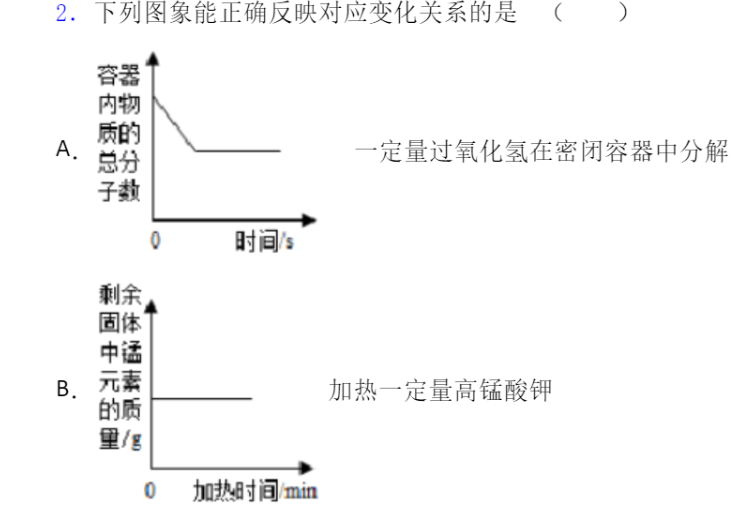 2. 下列图象能正确反映对应变化关系的是 （ ）
容器
内物
质的
总分
子数
A.
一定量过氧化氢在密闭容器中分解
0 时间/s
剩余
固体
中锰
元素
的质
量/g
B.
加热一定量高锰酸钾
0 加热时间/min